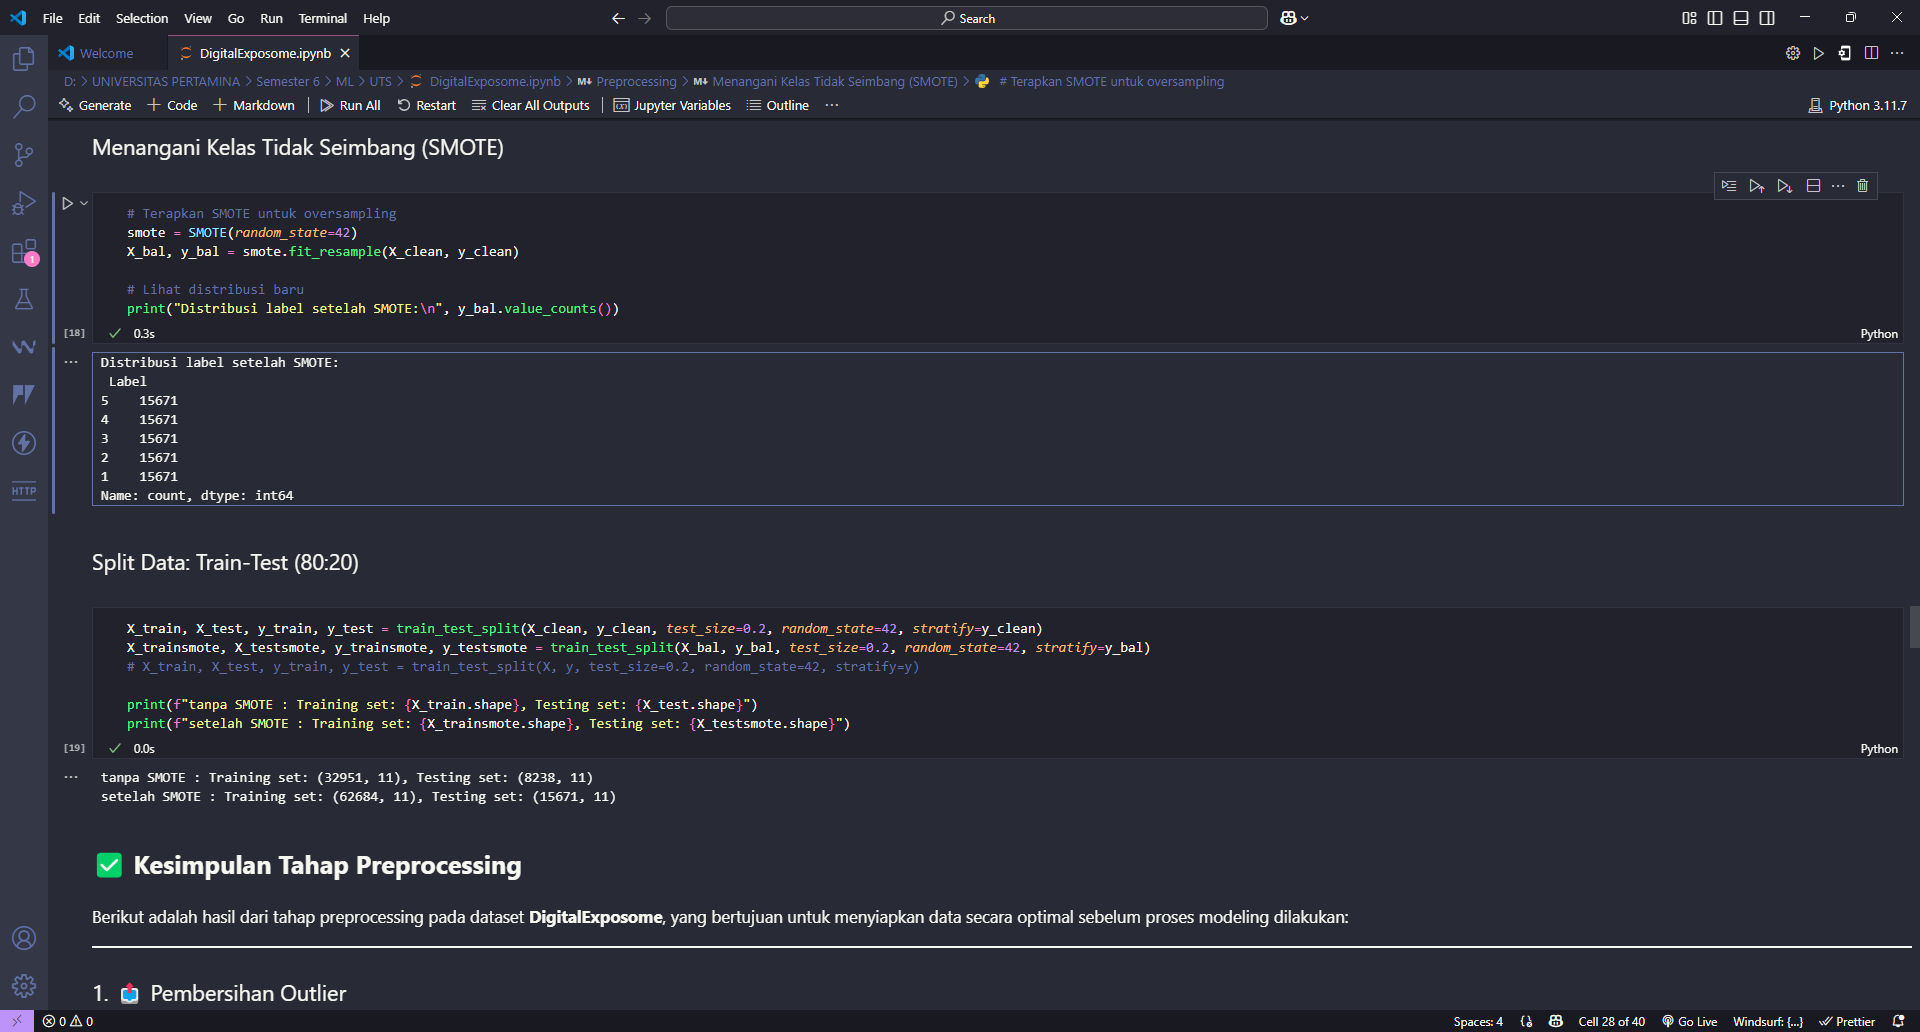 File Edit Selection View Go Run Terminal Help
Search
Welcome
DigitalExposome.ipynb
D: > UNIVERSITAS PERTAMINA > Semester 6 > ML > UTS > DigitalExposome.ipynb > M↓ Preprocessing > M↓ Menangani Kelas Tidak Seimbang (SMOTE) > # Terapkan SMOTE untuk oversampling
Generate + Code + Markdown | Run All Restart Clear All Outputs | Jupyter Variables Outline ...
Python 3.11.7
Menangani Kelas Tidak Seimbang (SMOTE)
# Terapkan SMOTE untuk oversampling
smote = SMOTE(random_state=42)
X_bal, y_bal = smote.fit_resample(X_clean, y_clean)
# Lihat distribusi baru
print("Distribusi label setelah SMOTE:\n", y_bal.value_counts())
[18] 0.3s
Python
Distribusi label setelah SMOTE:
Label
5 15671
4 15671
3 15671
2 15671
1 15671
Name: count, dtype: int64
Split Data: Train-Test (80:20)
X_train, X_test, y_train, y_test = train_test_split(X_clean, y_clean, test_size=0.2, random_state=42, stratify=y_clean)
X_trainsmote, X_testsmote, y_trainsmote, y_testsmote = train_test_split(X_bal, y_bal, test_size=0.2, random_state=42, stratify=y_bal)
# X_train, X_test, y_train, y_test = train_test_split(X, y, test_size=0.2, random_state=42, stratify=y)
print(f"tanpa SMOTE : Training set: {X_train.shape}, Testing set: {X_test.shape}")
print(f"setelah SMOTE : Training set: {X_trainsmote.shape}, Testing set: {X_testsmote.shape}")
[19] 0.0s
Python
tanpa SMOTE : Training set: (32951, 11), Testing set: (8238, 11)
setelah SMOTE : Training set: (62684, 11), Testing set: (15671, 11)
✅ Kesimpulan Tahap Preprocessing
Berikut adalah hasil dari tahap preprocessing pada dataset DigitalExposome, yang bertujuan untuk menyiapkan data secara optimal sebelum proses modeling dilakukan:
1. 📤 Pembersihan Outlier
1
HTTP
0 0
Spaces: 4 {} Cell 28 of 40 Go Live Windsurf: {...} Prettier